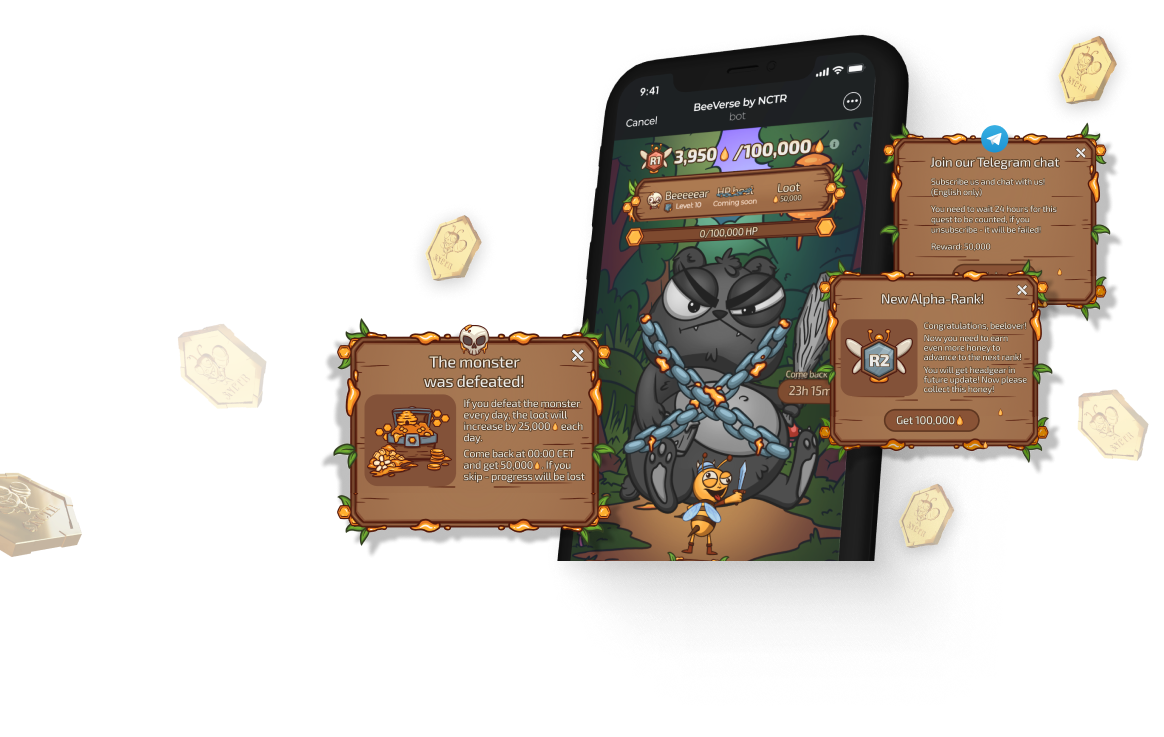 9:41
BeeVerse by NCTR
bot
Cancel
R1
3,950 /100,000
Beeeeear
Level 10
HP beat
Coming soon
Loot
50,000
0/100,000 HP
Come back
23h 15m
Join our Telegram chat
Subscribe us and chat with us!
(English only)
You need to wait 24 hours for this
quest to be counted, if you
unsubscribe - it will be failed!
Reward: 50,000
New Alpha-Rank!
R2
Congratulations, beelover!
Now you need to earn
even more honey to
advance to the next rank!
You will get headgear in
future update! Now please
collect this honey!
Get 100.000
The monster
was defeated!
If you defeat the monster
every day, the loot will
increase by 25,000 each
day.
Come back at 00:00 CET
and get 50,000. If you
skip - progress will be lost
NYCTR